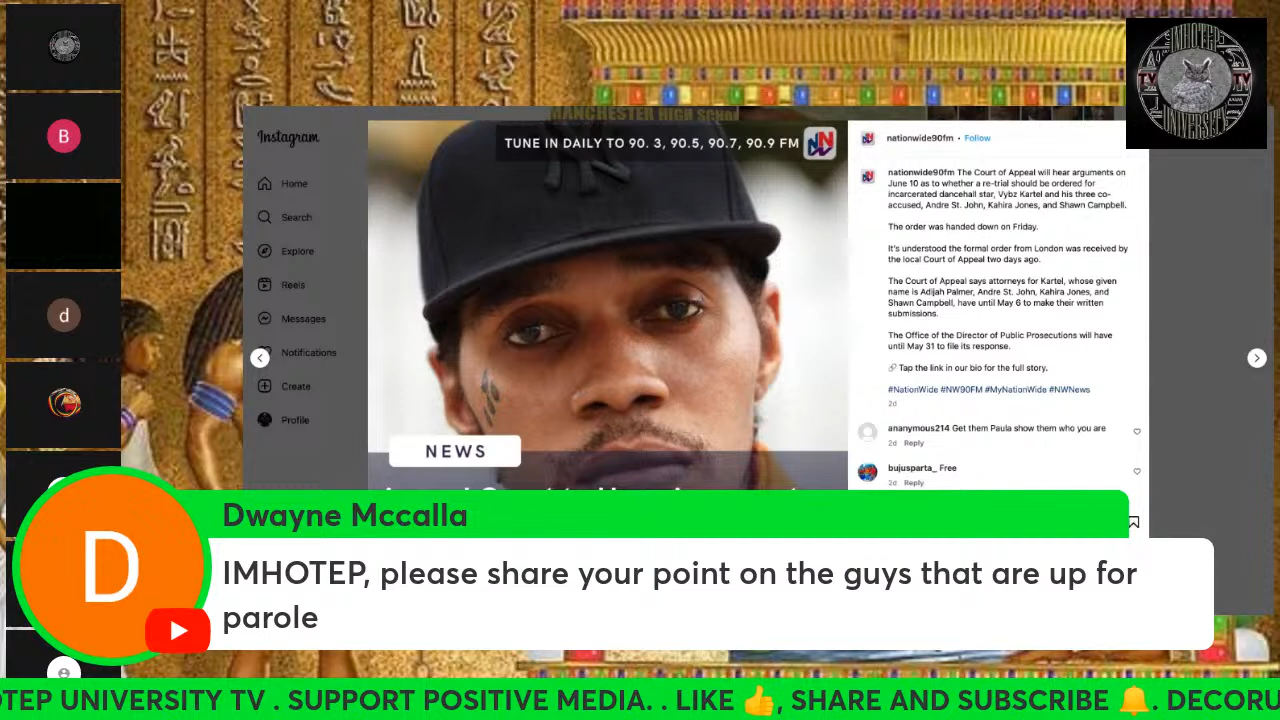 IMHOTEP
TV TV
UNIVERSITY
MANCHESTER HIGH SCHOOL
B
d
Instagram
Home
Search
Explore
Reels
Messages
Notifications
Create
Profile
TUNE IN DAILY TO 90. 3, 90.5, 90.7, 90.9 FM
NEWS
nationwide90fm • Follow
nationwide90fm The Court of Appeal will hear arguments on
June 10 as to whether a re-trial should be ordered for
incarcerated dancehall star, Vybz Kartel and his three co-
accused, Andre St. John, Kahira Jones, and Shawn Campbell.
The order was handed down on Friday.
It's understood the formal order from London was received by
the local Court of Appeal two days ago.
The Court of Appeal says attorneys for Kartel, whose given
name is Adijah Palmer, Andre St. John, Kahira Jones, and
Shawn Campbell, have until May 6 to make their written
submissions.
The Office of the Director of Public Prosecutions will have
until May 31 to file its response.
🔗 Tap the link in our bio for the full story.
#NationWide #NW90FM #MyNationWide #NWNews
2d
ananymous214 Get them Paula show them who you are
2d Reply
bujusparta_ Free
2d Reply
D
Dwayne Mccalla
IMHOTEP, please share your point on the guys that are up for
parole
OTEP UNIVERSITY TV . SUPPORT POSITIVE MEDIA. . LIKE 👍, SHARE AND SUBSCRIBE 🔔. DECORU